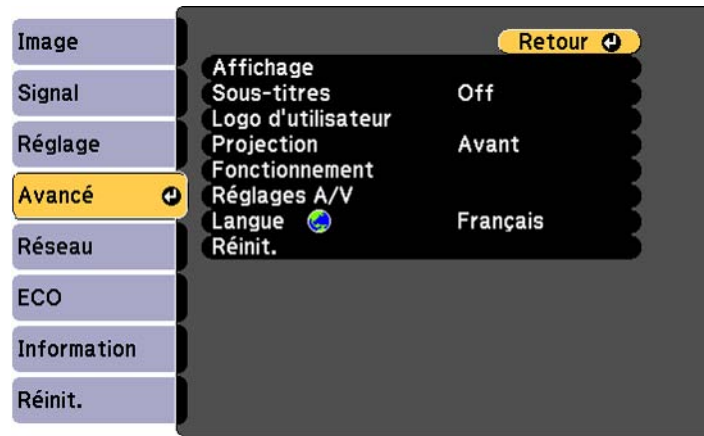 Image
Signal
Réglage
Avancé
Réseau
ECO
Information
Réinit.
Retour
Affichage
Sous-titres Off
Logo d'utilisateur
Projection Avant
Fonctionnement
Réglages A/V
Langue Français
Réinit.